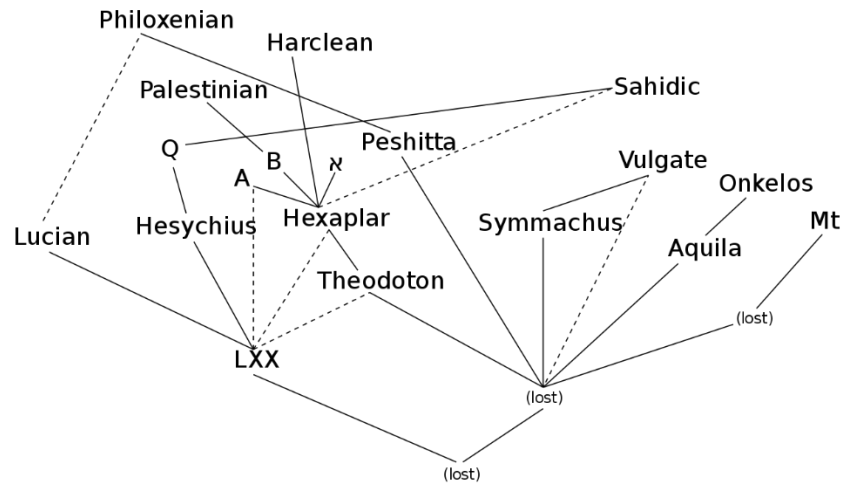 Philoxenian
Harclean
Palestinian
Sahidic
Q
B
א
Peshitta
A
Vulgate
Onkelos
Lucian
Hesychius
Hexaplar
Symmachus
Mt
Aquila
Theodoton
(lost)
LXX
(lost)
(lost)